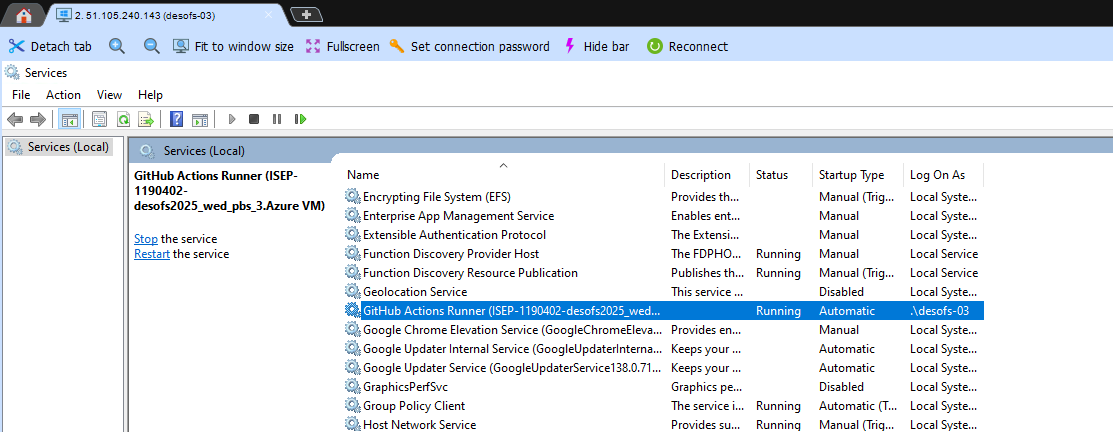 2. 51.105.240.143 (desofs-03)
Detach tab Fit to window size Fullscreen Set connection password Hide bar Reconnect
Services
File Action View Help
Services (Local)
Services (Local)
GitHub Actions Runner (ISEP-
1190402-
desofs2025_wed_pbs_3.Azure VM)
Stop the service
Restart the service
Name Description Status Startup Type Log On As
Encrypting File System (EFS) Provides th... Manual (Trig... Local Syste...
Enterprise App Management Service Enables ent... Manual Local Syste...
Extensible Authentication Protocol The Extensi... Manual Local Syste...
Function Discovery Provider Host The FDPHO... Running Manual Local Service
Function Discovery Resource Publication Publishes th... Running Manual (Trig... Local Service
Geolocation Service This service ... Disabled Local Syste...
GitHub Actions Runner (ISEP-1190402-desofs2025_wed... Running Automatic .\desofs-03
Google Chrome Elevation Service (GoogleChromeEleva... Provides en... Manual Local Syste...
Google Updater Internal Service (GoogleUpdaterInterna... Keeps your ... Automatic Local Syste...
Google Updater Service (GoogleUpdaterService138.0.71... Keeps your ... Automatic Local Syste...
GraphicsPerfSvc Graphics pe... Disabled Local Syste...
Group Policy Client The service i... Running Automatic (T... Local Syste...
Host Network Service Provides su... Running Manual (Trig... Local Syste...